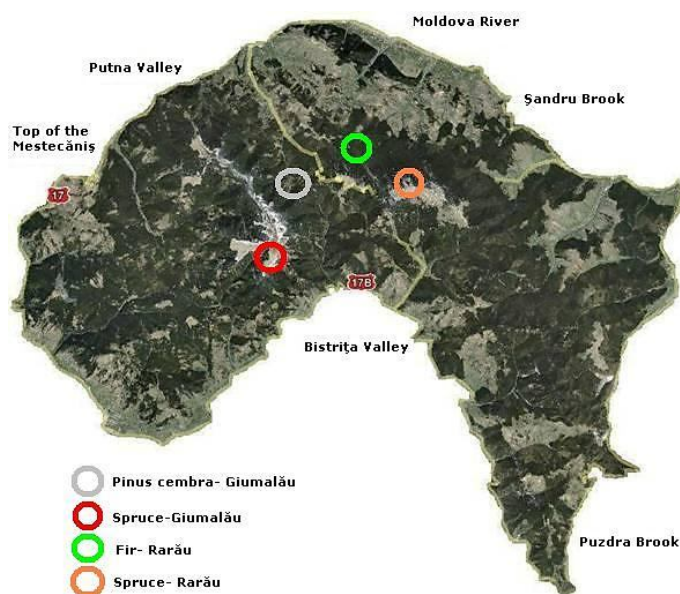 Moldova River
Putna Valley
Şandru Brook
Top of the
Mestecăniş
17
17B
Bistriţa Valley
Pinus cembra- Giumalău
Spruce-Giumalău
Fir- Rarău
Puzdra Brook
Spruce- Rarău